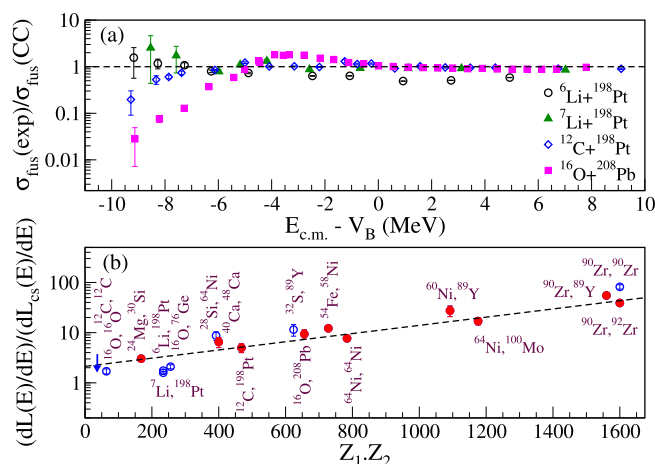 (a)
σfus(exp)/σfus(CC)
10
1
0.1
0.01
⁶Li+¹⁹⁸Pt
⁷Li+¹⁹⁸Pt
¹²C+¹⁹⁸Pt
¹⁶O+²⁰⁸Pb
-10 -8 -6 -4 -2 0 2 4 6 8 10
E_c.m. - V_B (MeV)
(b)
(dL(E)/dE)/(dL_cs(E)/dE)
100
10
1
¹²C,¹²C
¹⁶O,¹⁶O
²⁴Mg,³⁰Si
⁶Li,¹⁹⁸Pt
¹⁶O,⁷⁶Ge
⁷Li,¹⁹⁸Pt
²⁸Si,⁶⁴Ni
⁴⁰Ca,⁴⁸Ca
¹²C,¹⁹⁸Pt
³²S,⁸⁹Y
¹⁶O,²⁰⁸Pb
⁵⁴Fe,⁵⁸Ni
⁶⁴Ni,⁶⁴Ni
⁶⁰Ni,⁸⁹Y
⁶⁴Ni,¹⁰⁰Mo
⁹⁰Zr,⁸⁹Y
⁹⁰Zr,⁹⁰Zr
⁹⁰Zr,⁹²Zr
0 200 400 600 800 1000 1200 1400 1600
Z₁.Z₂